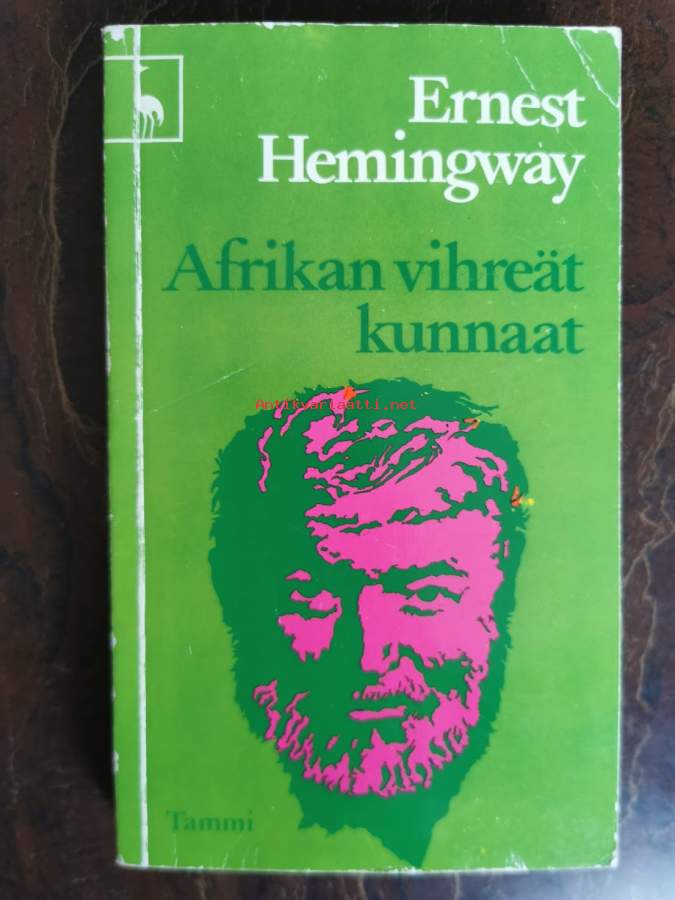 Ernest
Hemingway
Afrikan vihreät
kunnaat
Antikvariaatti.net
Tammi